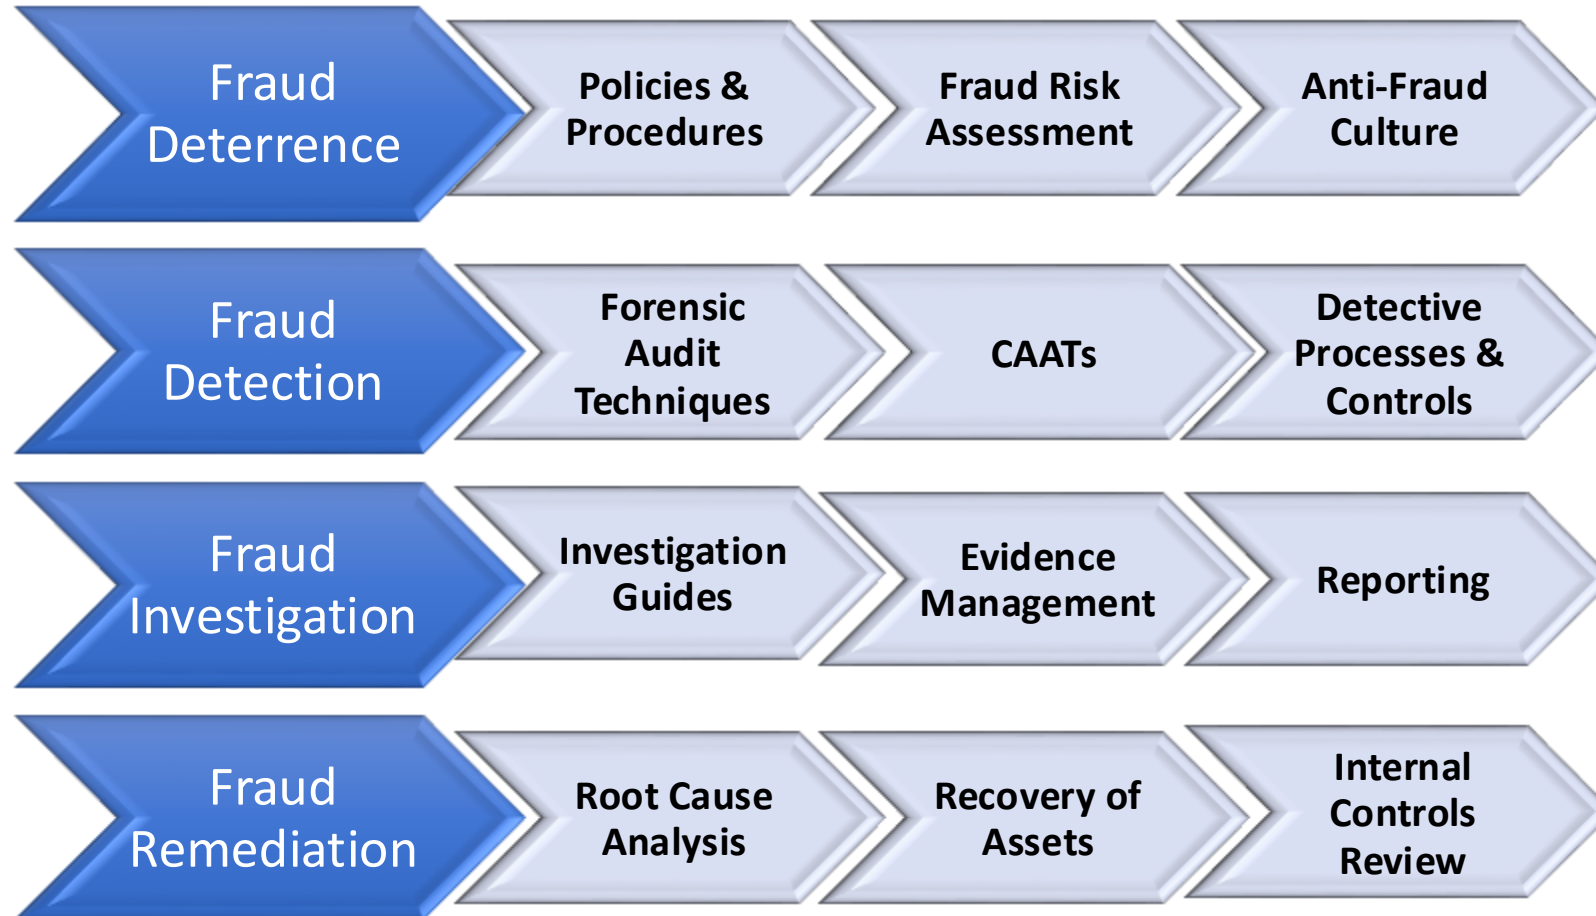 Fraud
Deterrence
Policies &
Procedures
Fraud Risk
Assessment
Anti-Fraud
Culture
Fraud
Detection
Forensic
Audit
Techniques
CAATs
Detective
Processes &
Controls
Fraud
Investigation
Investigation
Guides
Evidence
Management
Reporting
Fraud
Remediation
Root Cause
Analysis
Recovery of
Assets
Internal
Controls
Review